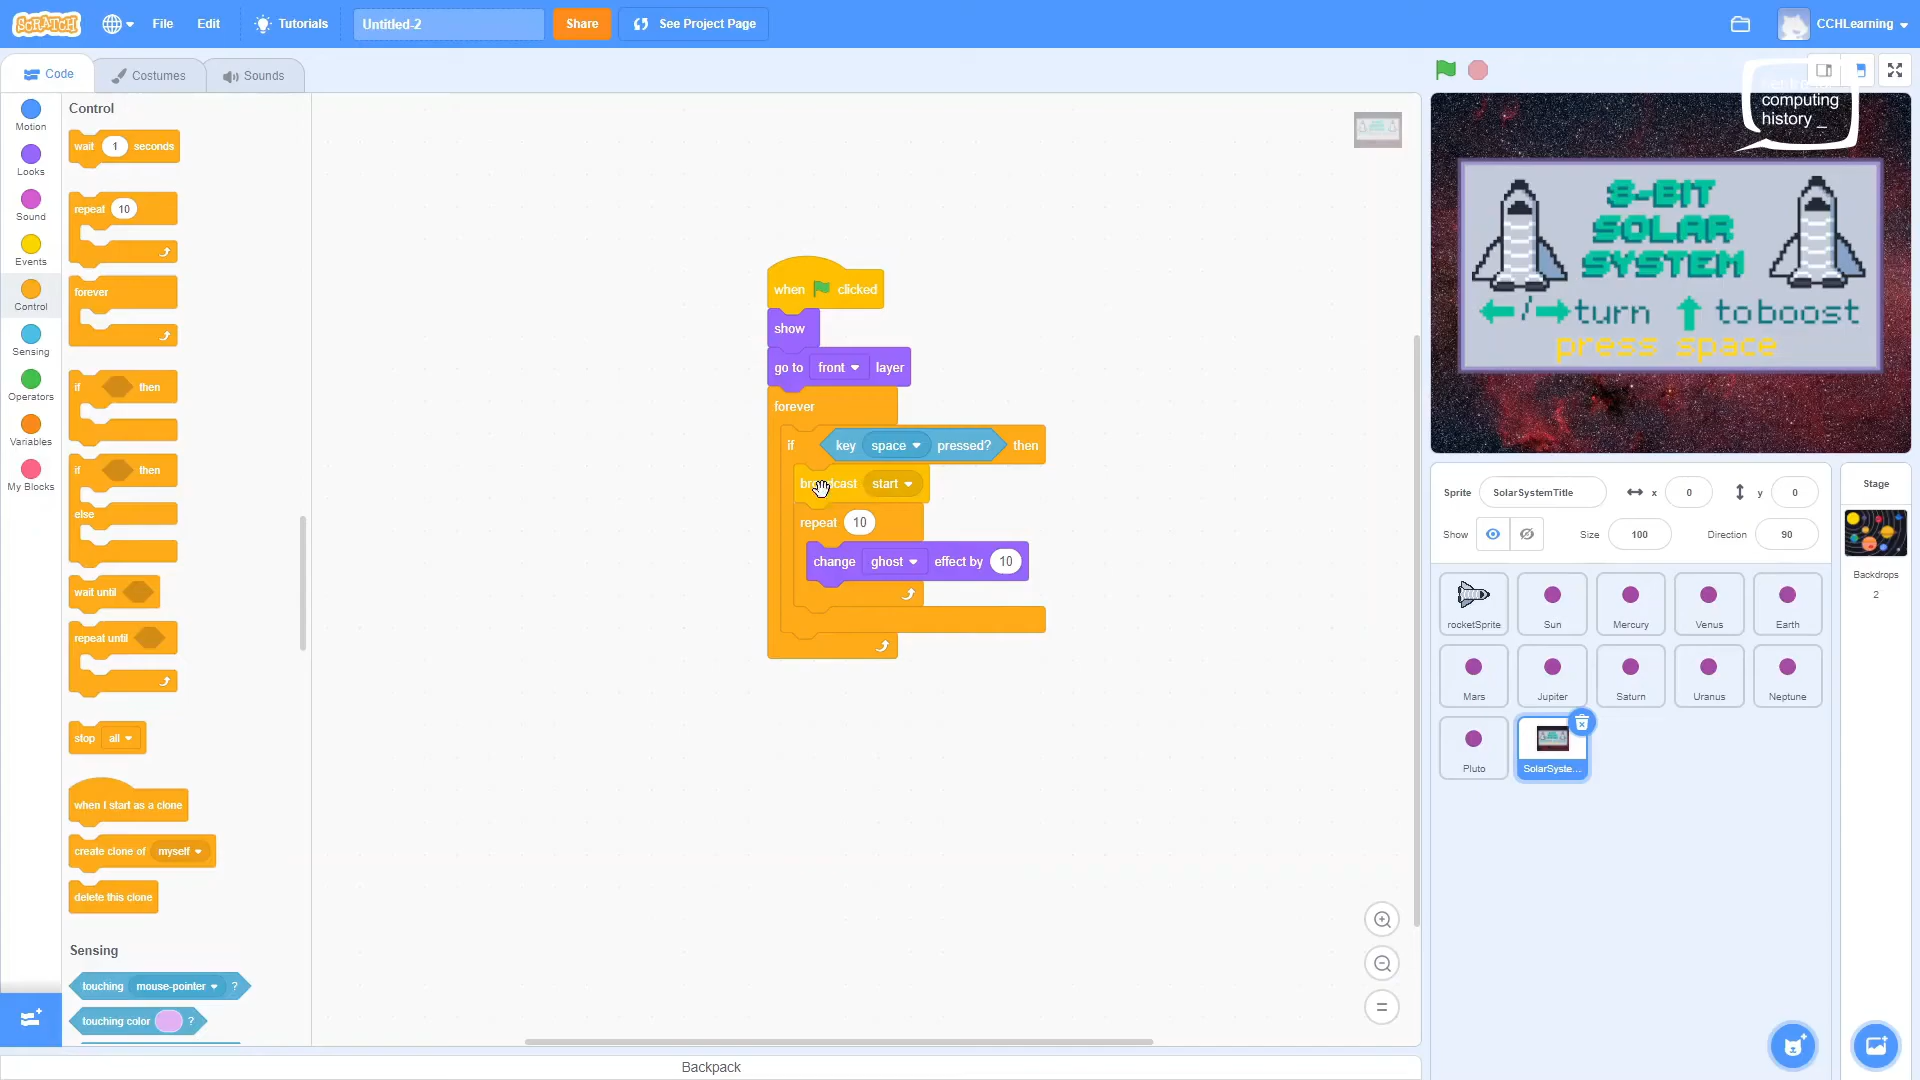 SCRATCH
File
Edit
Tutorials
Untitled-2
Share
See Project Page
CCHLearning
Code
Costumes
Sounds
Motion
Looks
Sound
Events
Control
Sensing
Operators
Variables
My Blocks
Control
wait 1 seconds
repeat 10
forever
if then
if then
else
wait until
repeat until
stop all
when I start as a clone
create clone of myself
delete this clone
Sensing
touching mouse-pointer ?
touching color ?
when clicked
show
go to front layer
forever
if key space pressed? then
broadcast start
repeat 10
change ghost effect by 10
Backpack
computing
history _
8-BIT
SOLAR
SYSTEM
←/→turn ↑ to boost
press space
Sprite SolarSystemTitle x 0 y 0
Show Size 100 Direction 90
rocketSprite
Sun
Mercury
Venus
Earth
Mars
Jupiter
Saturn
Uranus
Neptune
Pluto
SolarSyste...
Stage
Backdrops
2